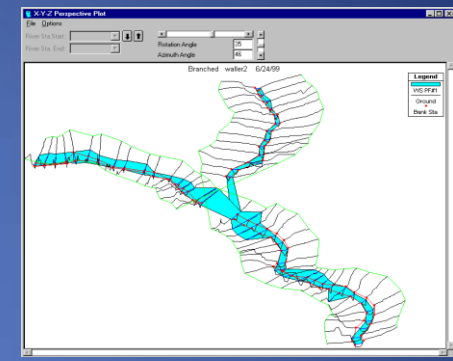 X-Y-Z Perspective Plot
File Options
River Sta Start:
River Sta End:
Rotation Angle 35
Azimuth Angle 46
Branched waller2 6/24/99
Legend
WS PF#1
Ground
Bank Sta